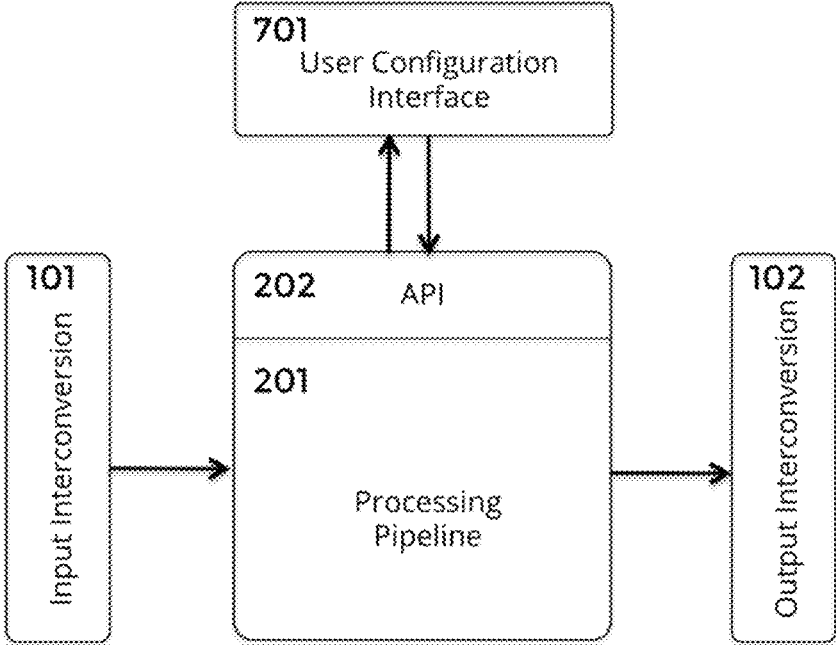 701
User Configuration
Interface
101
Input Interconversion
202
API
201
Processing
Pipeline
102
Output Interconversion